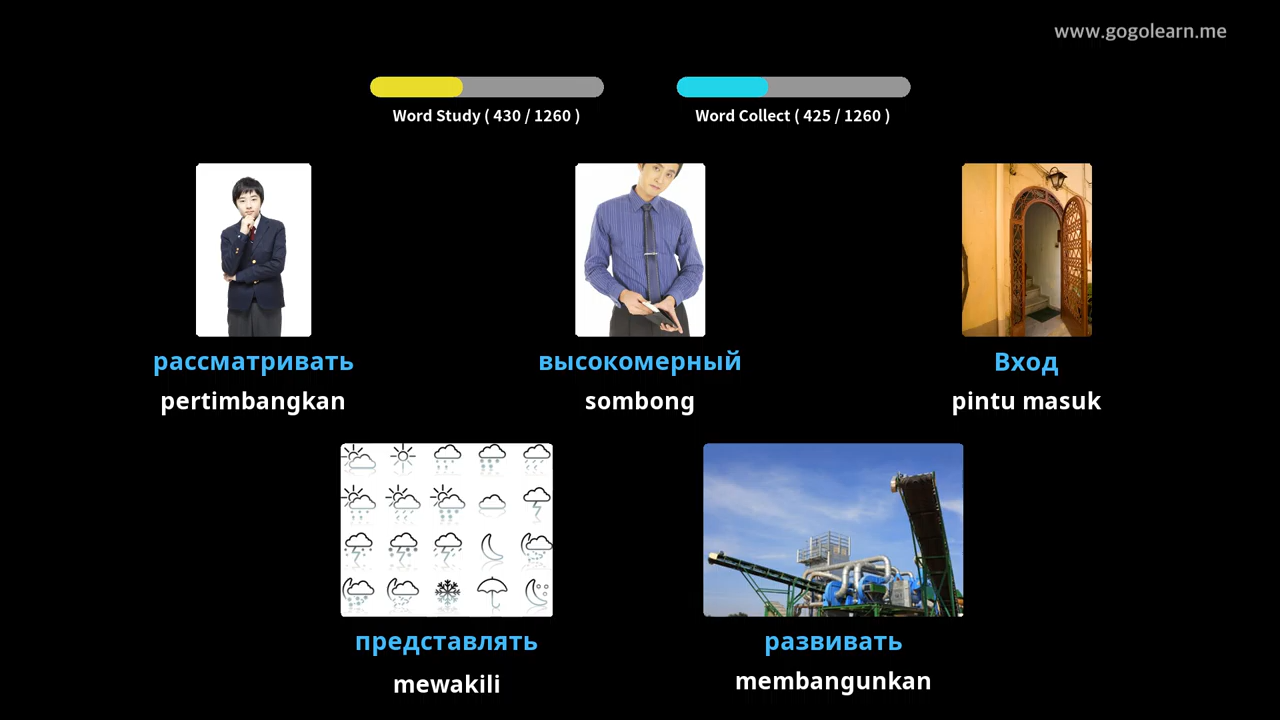 www.gogolearn.me
Word Study ( 430 / 1260 )
Word Collect ( 425 / 1260 )
рассматривать
pertimbangkan
высокомерный
sombong
Вход
pintu masuk
представлять
mewakili
развивать
membangunkan